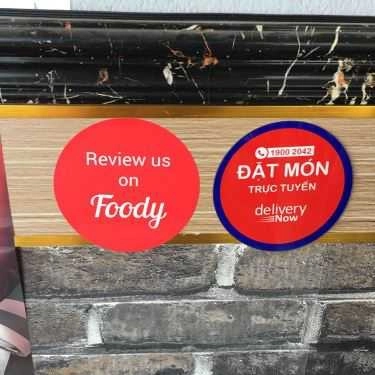 Review us
on
Foody
1900 2042
ĐẶT MÓN
TRỰC TUYẾN
delivery
Now